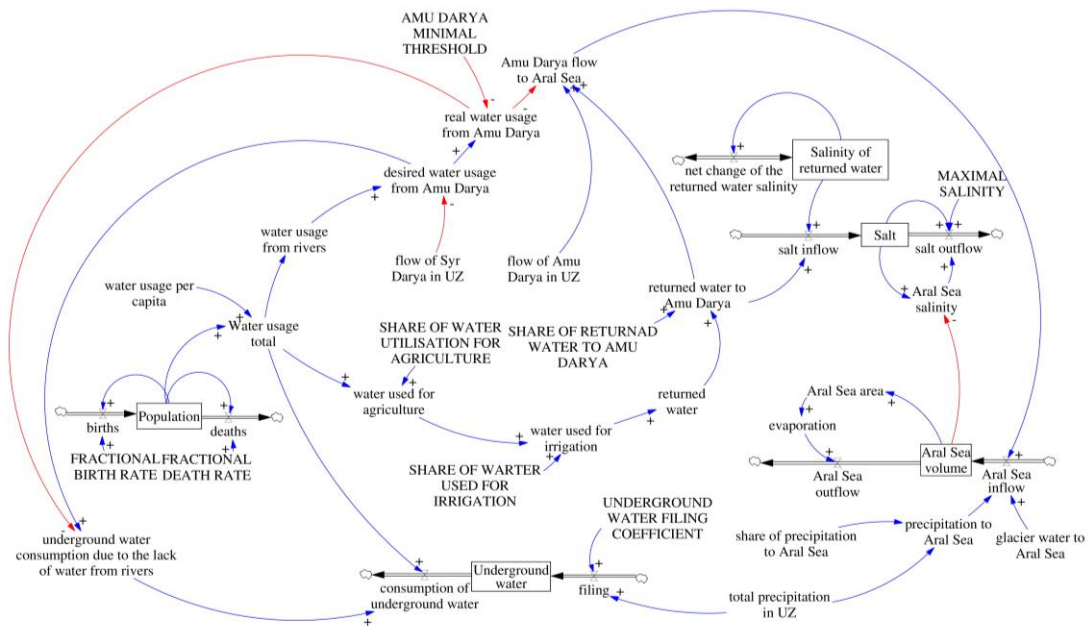 AMU DARYA
MINIMAL
THRESHOLD
Amu Darya flow
to Aral Sea
real water usage
from Amu Darya
desired water usage
from Amu Darya
Salinity of
returned water
net change of the
returned water salinity
MAXIMAL
SALINITY
water usage
from rivers
salt inflow
Salt
salt outflow
flow of Syr
Darya in UZ
flow of Amu
Darya in UZ
returned water to
Amu Darya
Aral Sea
salinity
water usage per
capita
Water usage
total
SHARE OF WATER
UTILISATION FOR
AGRICULTURE
SHARE OF RETURNAD
WATER TO AMU
DARYA
water used for
agriculture
returned
water
Aral Sea area
births
Population
deaths
evaporation
water used for
irrigation
FRACTIONAL
BIRTH RATE
FRACTIONAL
DEATH RATE
SHARE OF WARTER
USED FOR
IRRIGATION
Aral Sea
outflow
Aral Sea
volume
Aral Sea
inflow
UNDERGROUND
WATER FILING
COEFFICIENT
underground water
consumption due to the lack
of water from rivers
share of precipitation
to Aral Sea
precipitation to
Aral Sea
glacier water to
Aral Sea
consumption of
underground water
Underground
water
filing
total precipitation
in UZ